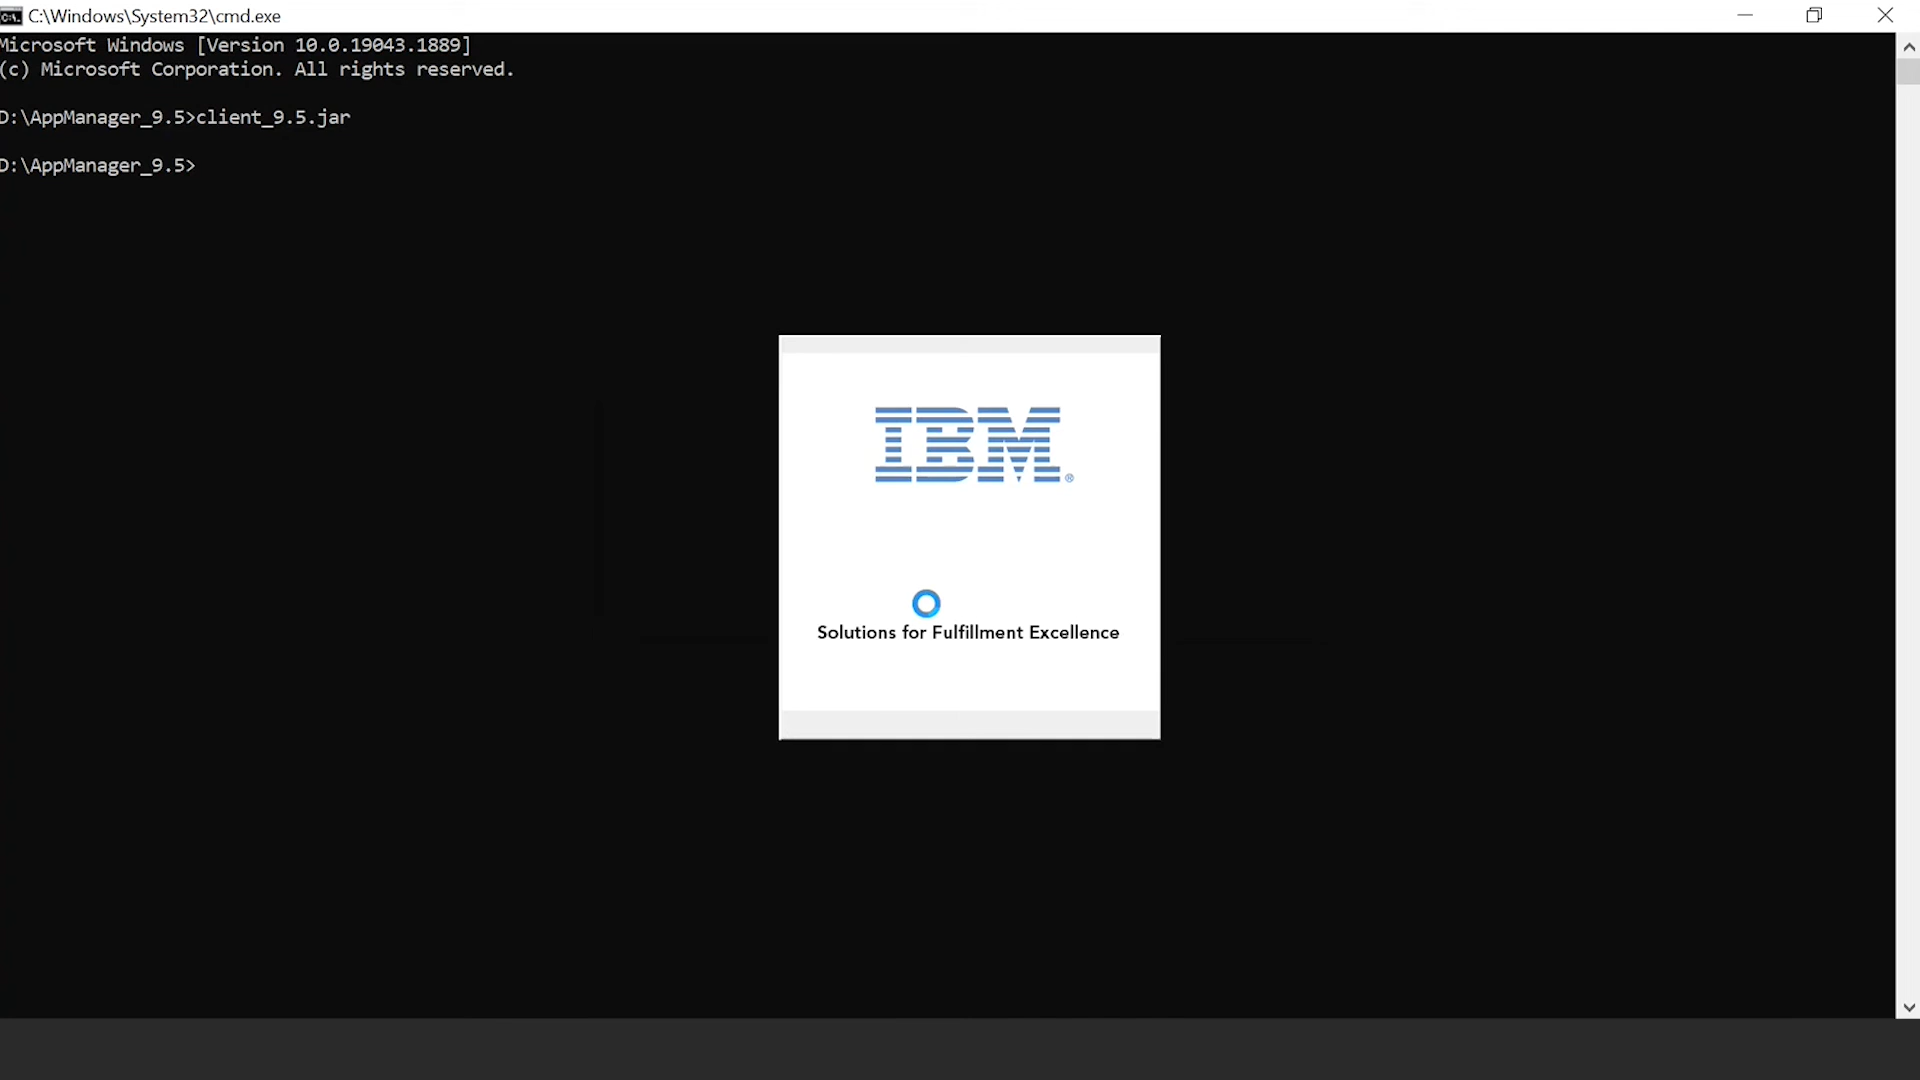 C:\Windows\System32\cmd.exe
Microsoft Windows [Version 10.0.19043.1889]
(c) Microsoft Corporation. All rights reserved.
D:\AppManager_9.5>client_9.5.jar
D:\AppManager_9.5>
IBM®
Solutions for Fulfillment Excellence